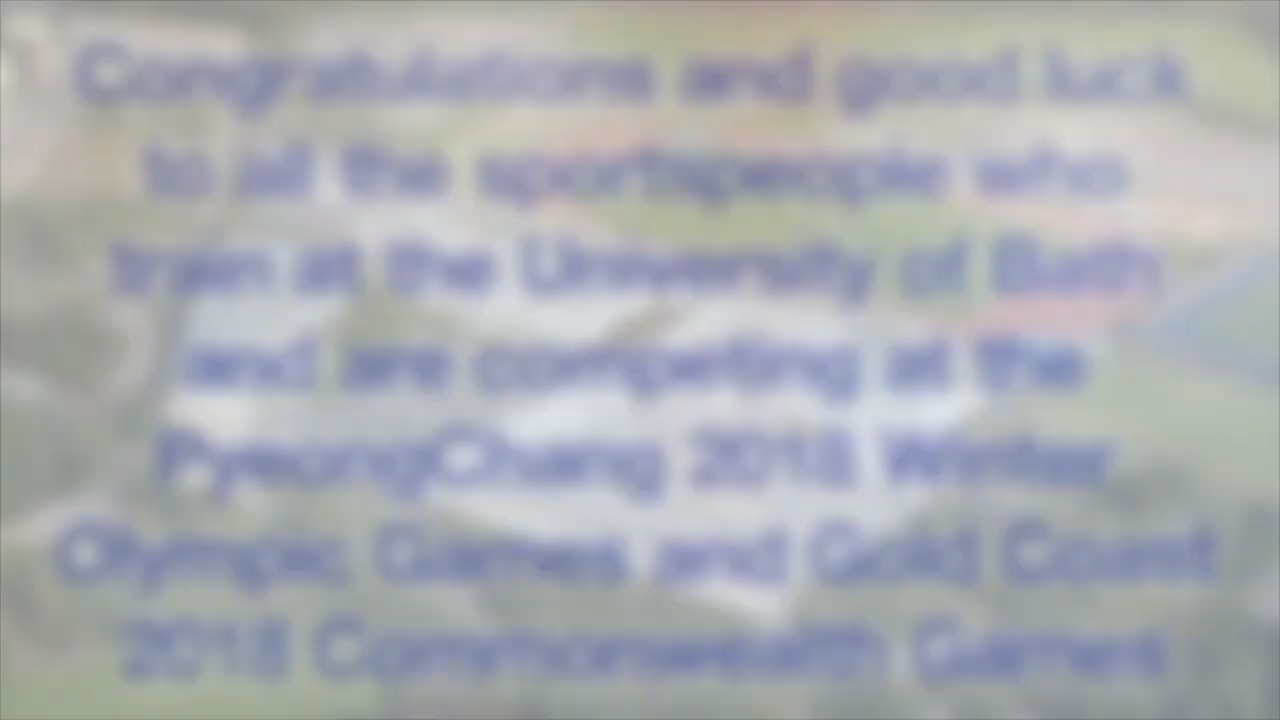 Congratulations and good luck
to all the sportspeople who
train at the University of Bath
and are competing at the
PyeongChang 2018 Winter
Olympic Games and Gold Coast
2018 Commonwealth Games